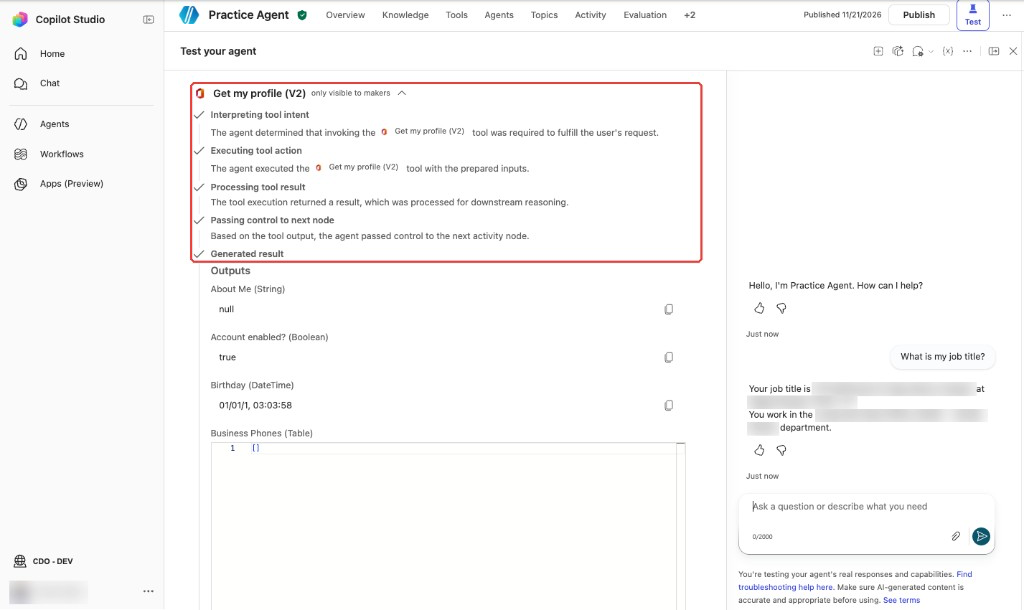 Copilot Studio
Home
Chat
Agents
Workflows
Apps (Preview)
CDO - DEV
Practice Agent
Overview
Knowledge
Tools
Agents
Topics
Activity
Evaluation
+2
Published 11/21/2026
Publish
Test
Test your agent
{x}
Get my profile (V2) only visible to makers
Interpreting tool intent
The agent determined that invoking the Get my profile (V2) tool was required to fulfill the user's request.
Executing tool action
The agent executed the Get my profile (V2) tool with the prepared inputs.
Processing tool result
The tool execution returned a result, which was processed for downstream reasoning.
Passing control to next node
Based on the tool output, the agent passed control to the next activity node.
Generated result
Outputs
About Me (String)
null
Account enabled? (Boolean)
true
Birthday (DateTime)
01/01/1, 03:03:58
Business Phones (Table)
1 []
Hello, I'm Practice Agent. How can I help?
Just now
What is my job title?
Your job title is at
You work in the
department.
Just now
Ask a question or describe what you need
0/2000
You're testing your agent's real responses and capabilities. Find
troubleshooting help here. Make sure AI-generated content is
accurate and appropriate before using. See terms